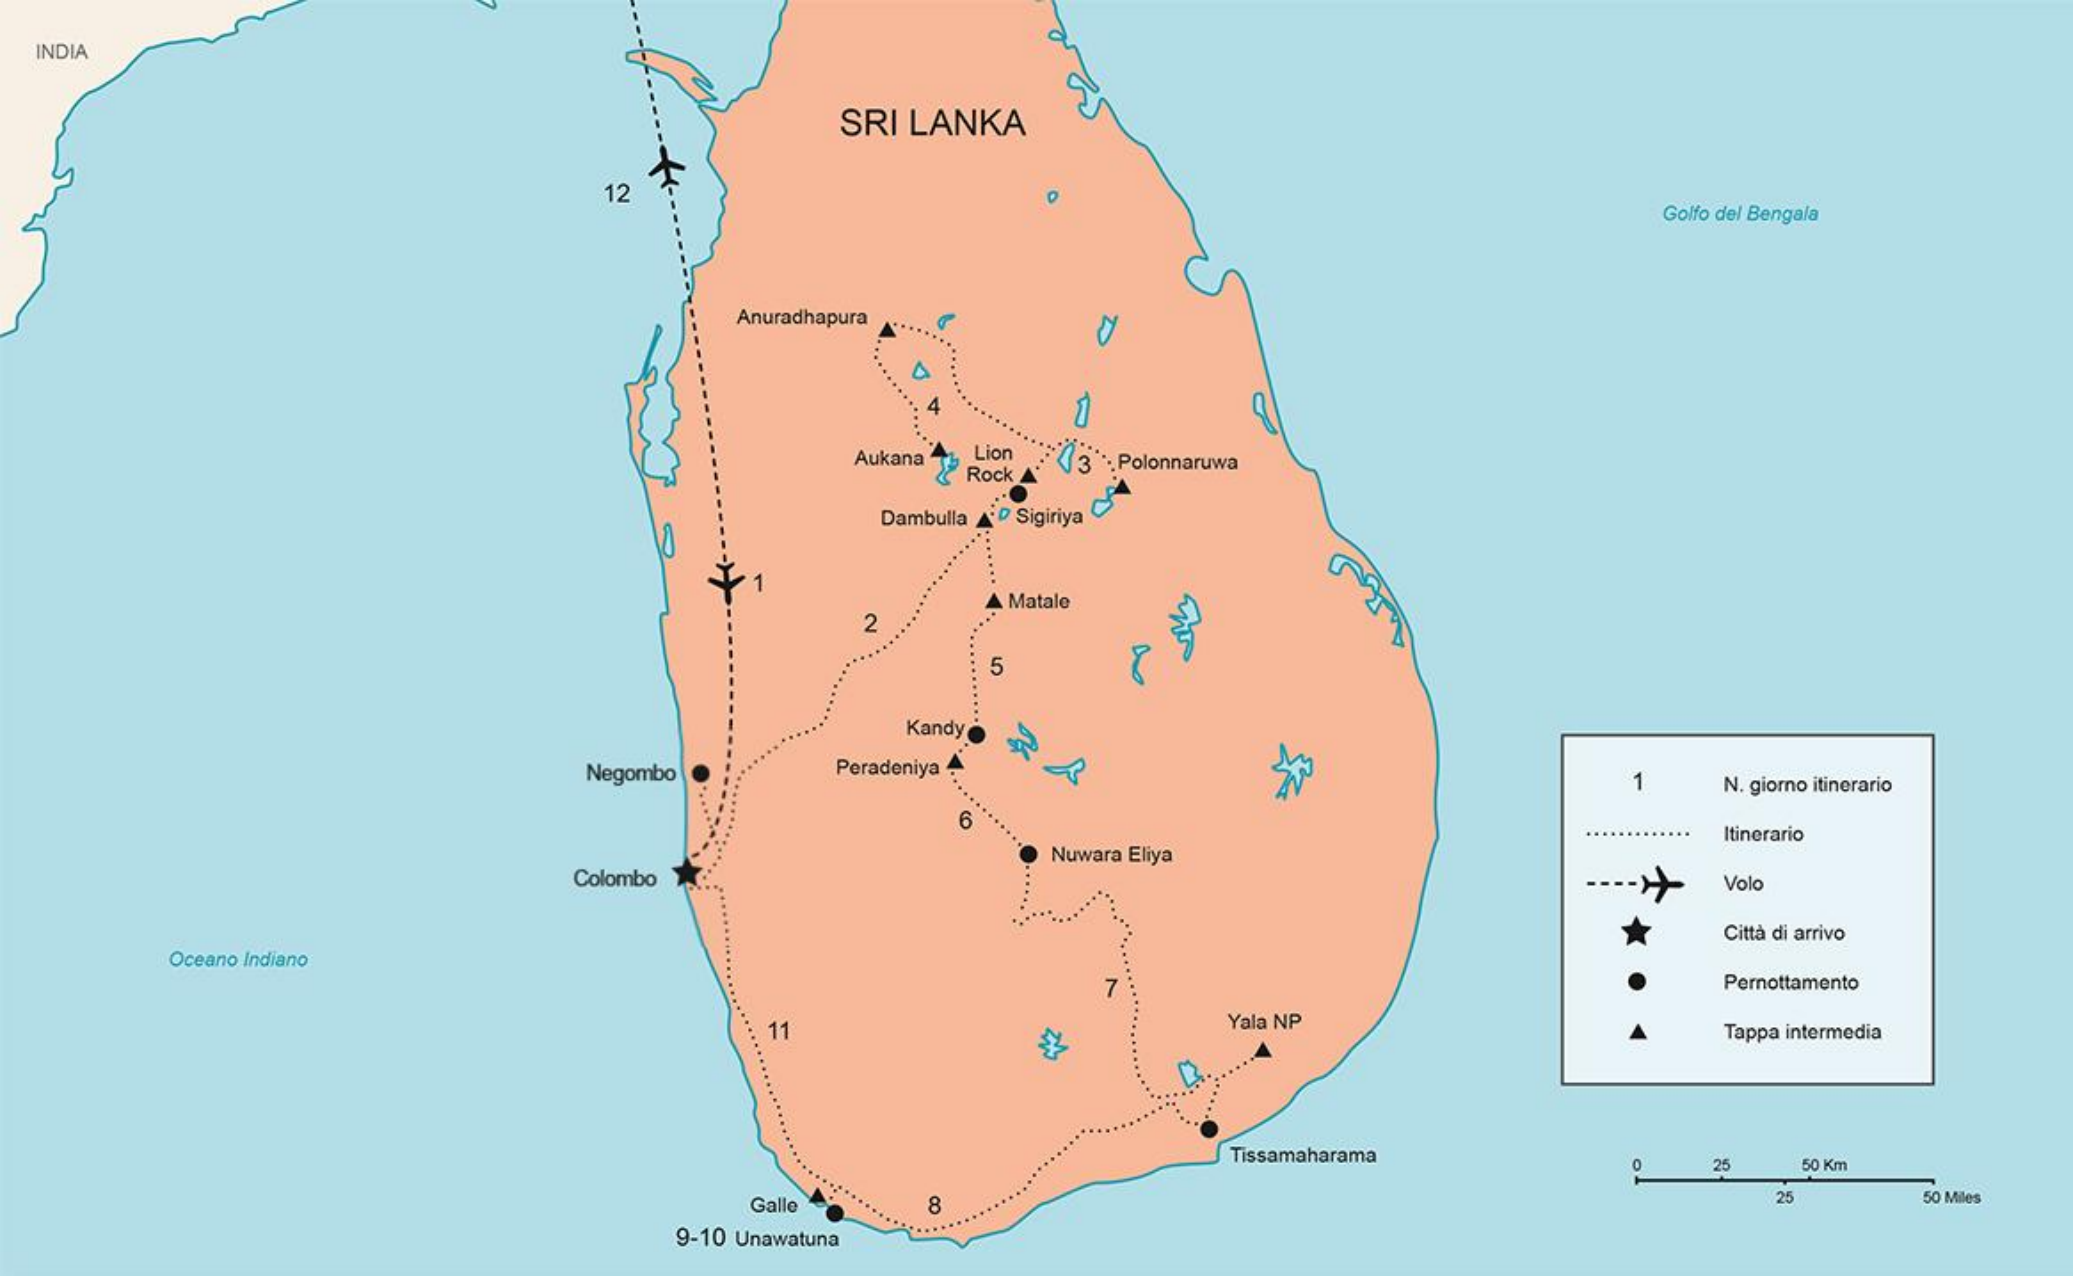 INDIA
SRI LANKA
12
Golfo del Bengala
Anuradhapura
4
Aukana
Lion
Rock
3
Polonnaruwa
Dambulla
Sigiriya
1
2
Matale
5
Kandy
Peradeniya
Negombo
6
Nuwara Eliya
Colombo
Oceano Indiano
7
Yala NP
11
Tissamaharama
Galle
8
9-10 Unawatuna
1 N. giorno itinerario
Itinerario
Volo
Città di arrivo
Pernottamento
Tappa intermedia
0 25 50 Km
25 50 Miles